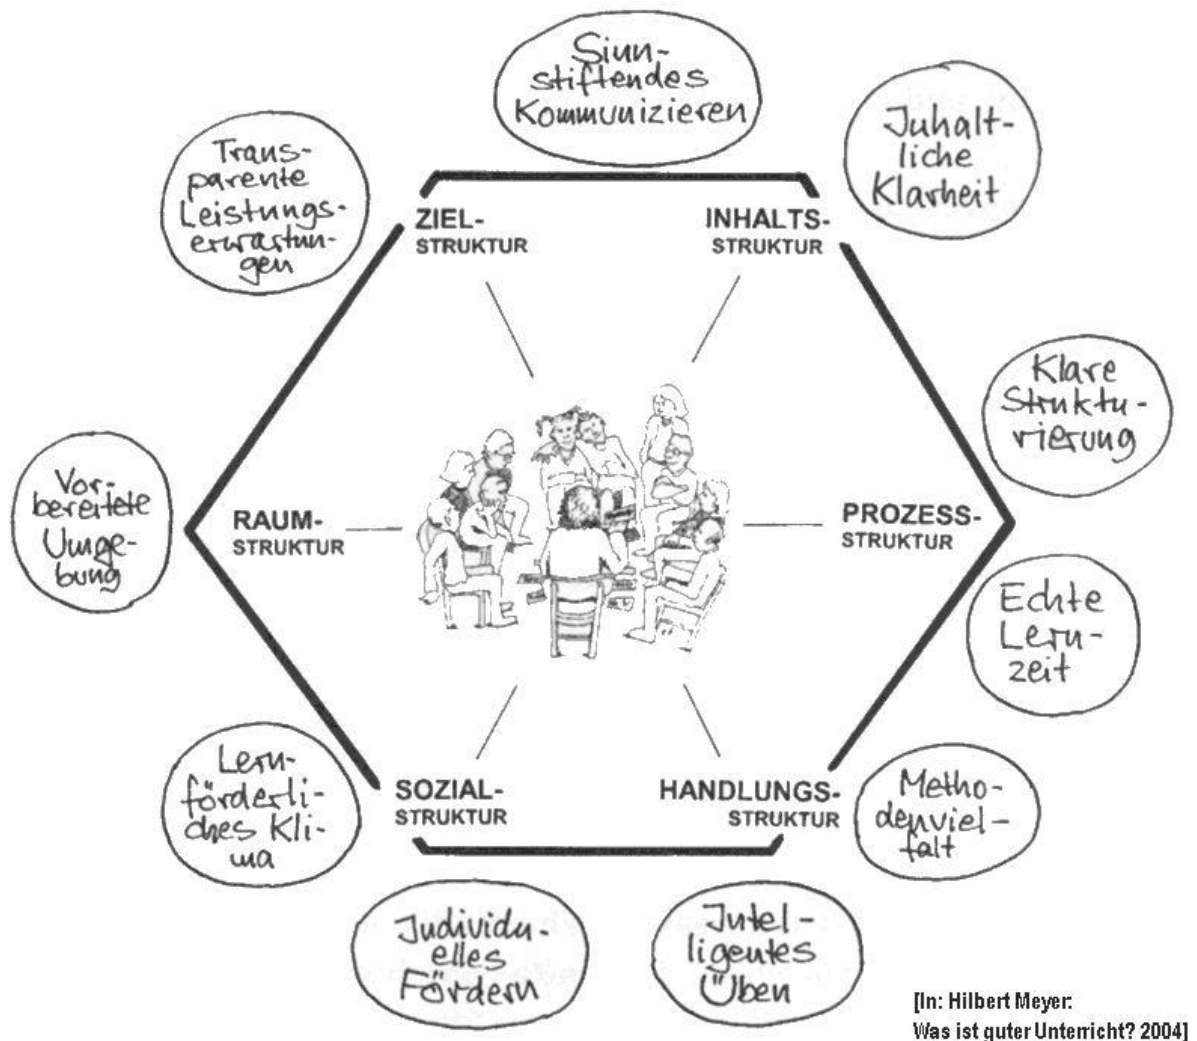 Sinn-
stiftendes
Kommunizieren
Inhalt-
liche
Klarheit
Trans-
parente
Leistungs-
erwartun-
gen
ZIEL-
STRUKTUR
INHALTS-
STRUKTUR
Klare
Struktu-
rierung
Vor-
bereitete
Umge-
bung
RAUM-
STRUKTUR
PROZESS-
STRUKTUR
Echte
Lern-
zeit
Lern-
förderli-
ches Kli-
ma
SOZIAL-
STRUKTUR
HANDLUNGS-
STRUKTUR
Metho-
denviel-
falt
Individu-
elles
Fördern
Intel-
ligentes
Üben
[In: Hilbert Meyer:
Was ist guter Unterricht? 2004]